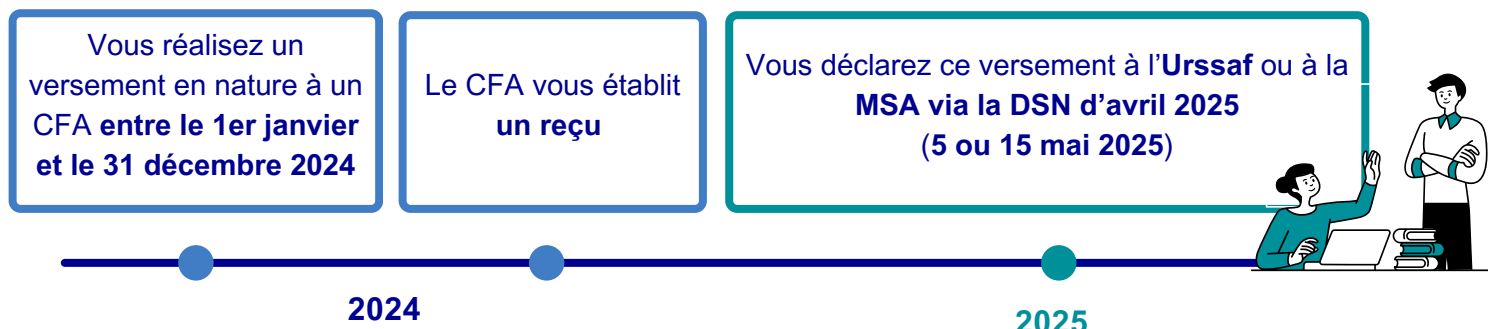 Vous réalisez un
versement en nature à un
CFA entre le 1er janvier
et le 31 décembre 2024
Le CFA vous établit
un reçu
Vous déclarez ce versement à l'Urssaf ou à la
MSA via la DSN d'avril 2025
(5 ou 15 mai 2025)
2024
2025